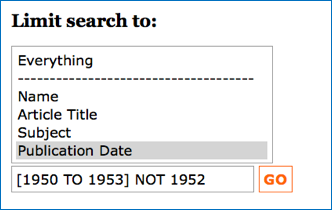 Limit search to:
Everything
-------------------------------------
Name
Article Title
Subject
Publication Date
[1950 TO 1953] NOT 1952 GO